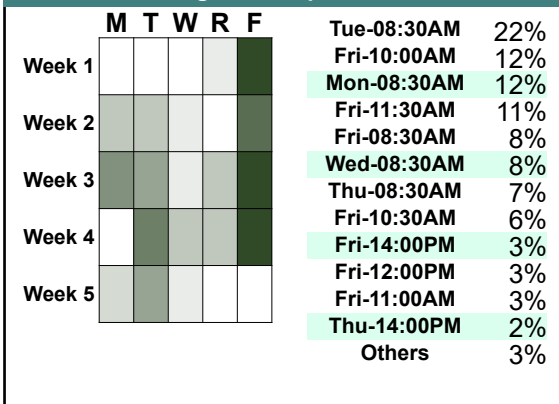 M T W R F
Week 1
Week 2
Week 3
Week 4
Week 5
Tue-08:30AM 22%
Fri-10:00AM 12%
Mon-08:30AM 12%
Fri-11:30AM 11%
Fri-08:30AM 8%
Wed-08:30AM 8%
Thu-08:30AM 7%
Fri-10:30AM 6%
Fri-14:00PM 3%
Fri-12:00PM 3%
Fri-11:00AM 3%
Thu-14:00PM 2%
Others 3%